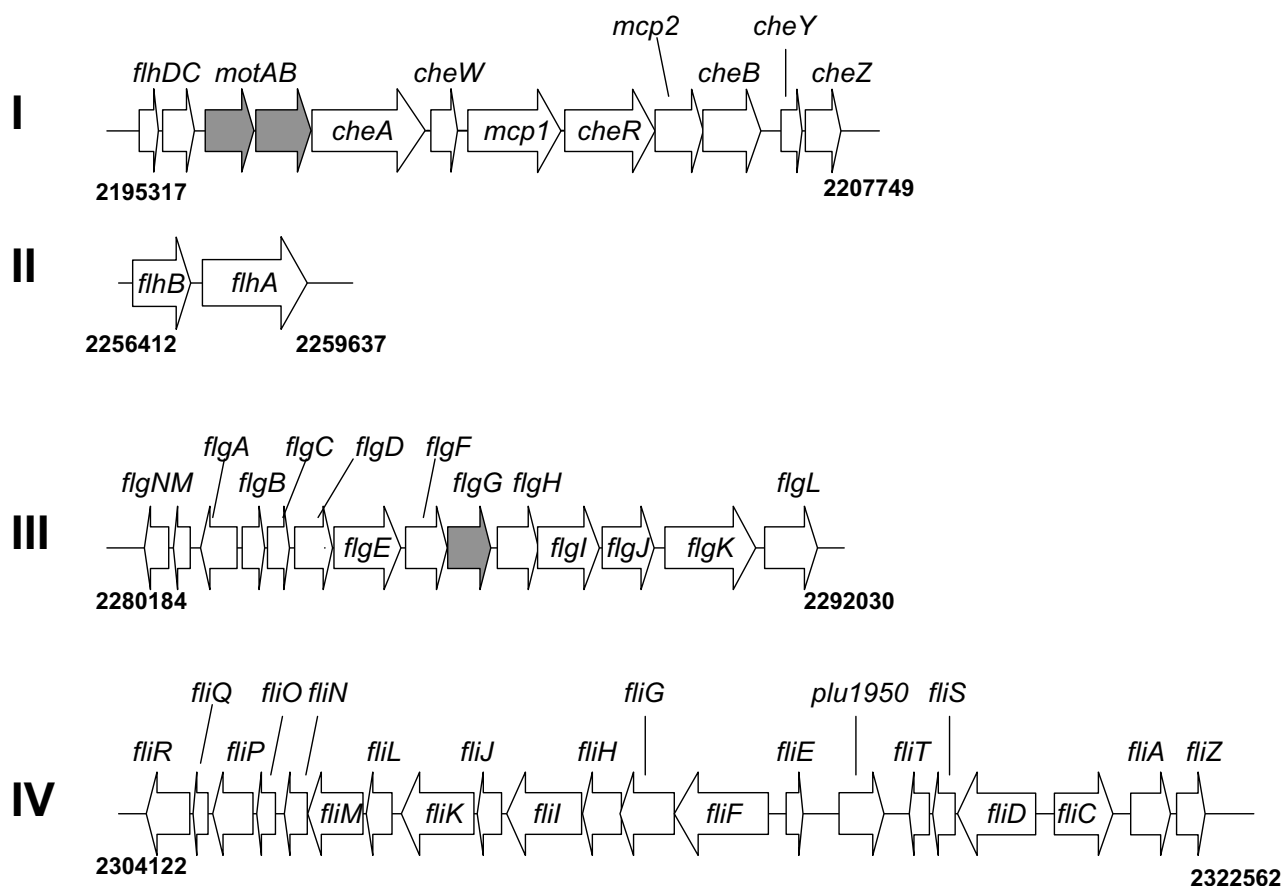 mcp2 cheY
flhDC motAB cheW cheB cheZ
I cheA mcp1 cheR
2195317 2207749
II flhB flhA
2256412 2259637
flgA flgC flgD flgF
flgNM flgB flgG flgH flgL
III flgE flgI flgJ flgK
2280184 2292030
fliQ fliO fliN fliG plu1950 fliS
fliR fliP fliL fliJ fliH fliE fliT fliA fliZ
IV fliM fliK fliI fliF fliD fliC
2304122 2322562